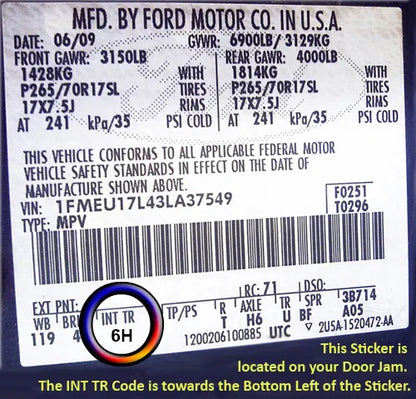 MFD. BY FORD MOTOR CO. IN U.S.A.
DATE: 06/09 GVWR: 6900LB/ 3129KG
FRONT GAWR: 3150LB REAR GAWR: 4000LB
1428KG WITH 1814KG WITH
P265/70R17SL TIRES P265/70R17SL TIRES
17X7.5J RIMS 17X7.5J RIMS
AT 241 kPa/35 PSI COLD AT 241 kPa/35 PSI COLD
THIS VEHICLE CONFORMS TO ALL APPLICABLE FEDERAL MOTOR
VEHICLE SAFETY STANDARDS IN EFFECT ON THE DATE OF
MANUFACTURE SHOWN ABOVE.
VIN: 1FMEU17L43LA37549 F0251
TYPE: MPV T0296
EXT PNT: RC: 71 DSO:
WB BRK INT TR TP/PS R AXLE TR SPR 3B714
119 4 6H T H6 U BF A05
1200206100885 UTC ▽ 2U5A-1520472-AA
This Sticker is
located on your Door Jam.
The INT TR Code is towards the Bottom Left of the Sticker.